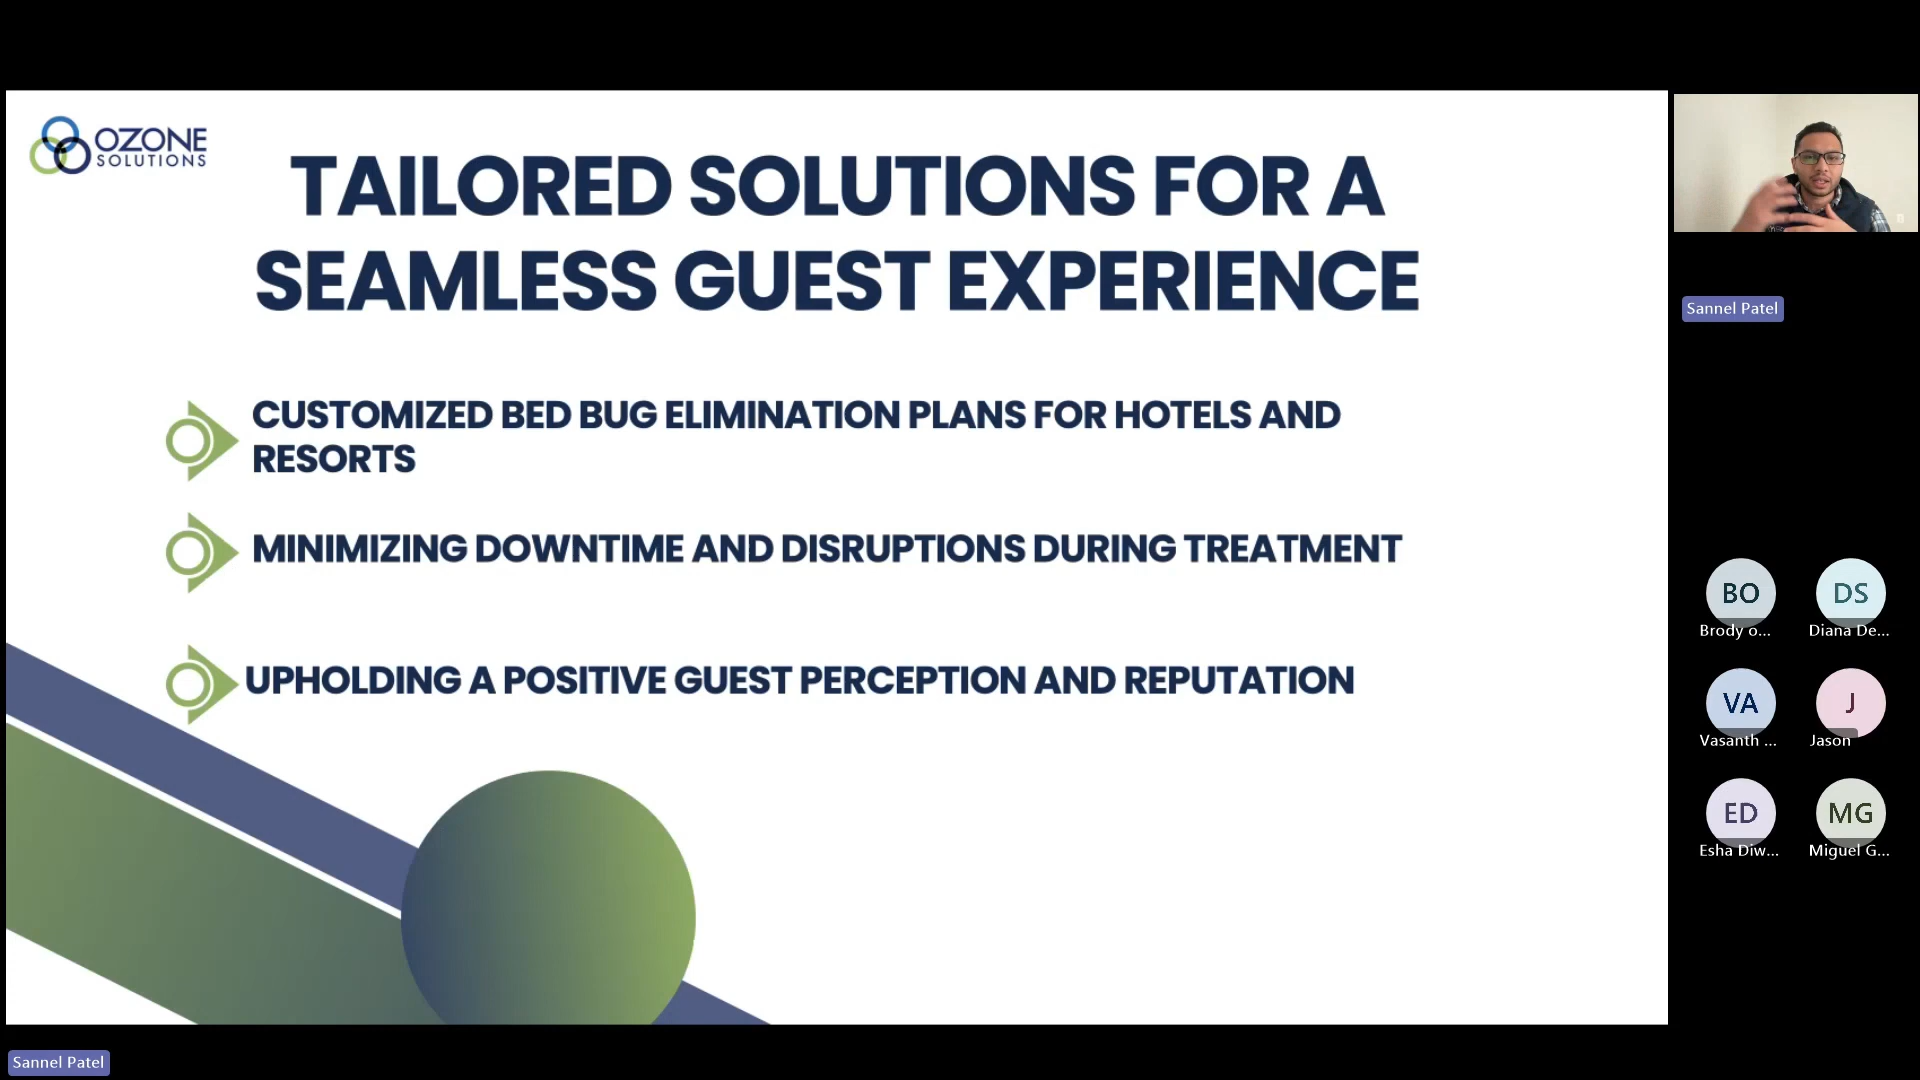 OZONE
SOLUTIONS
TAILORED SOLUTIONS FOR A
SEAMLESS GUEST EXPERIENCE
CUSTOMIZED BED BUG ELIMINATION PLANS FOR HOTELS AND
RESORTS
MINIMIZING DOWNTIME AND DISRUPTIONS DURING TREATMENT
UPHOLDING A POSITIVE GUEST PERCEPTION AND REPUTATION
Sannel Patel
BO
DS
Brody o...
Diana De...
VA
J
Vasanth ...
Jason
ED
MG
Esha Diw...
Miguel G...
Sannel Patel